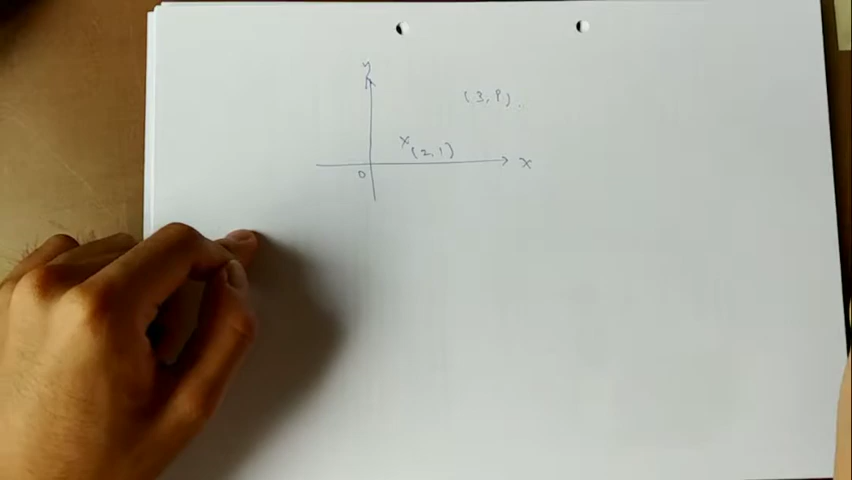 y
(3, 9)
x (2, 1)
0
x